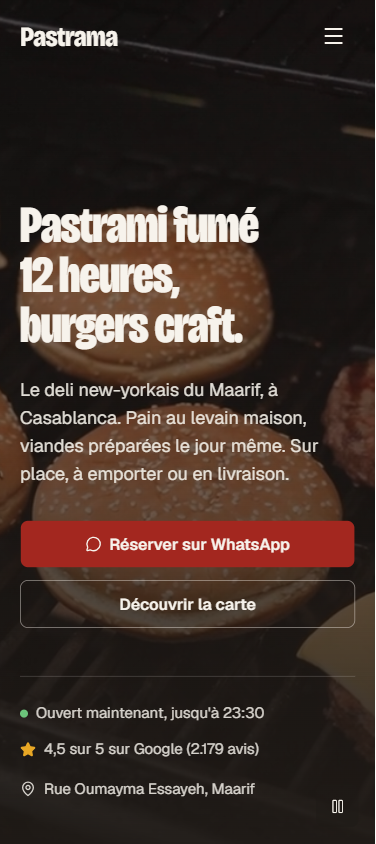 Pastrama
Pastrami fumé
12 heures,
burgers craft.
Le deli new-yorkais du Maarif, à
Casablanca. Pain au levain maison,
viandes préparées le jour même. Sur
place, à emporter ou en livraison.
Réserver sur WhatsApp
Découvrir la carte
Ouvert maintenant, jusqu'à 23:30
4,5 sur 5 sur Google (2.179 avis)
Rue Oumayma Essayeh, Maarif